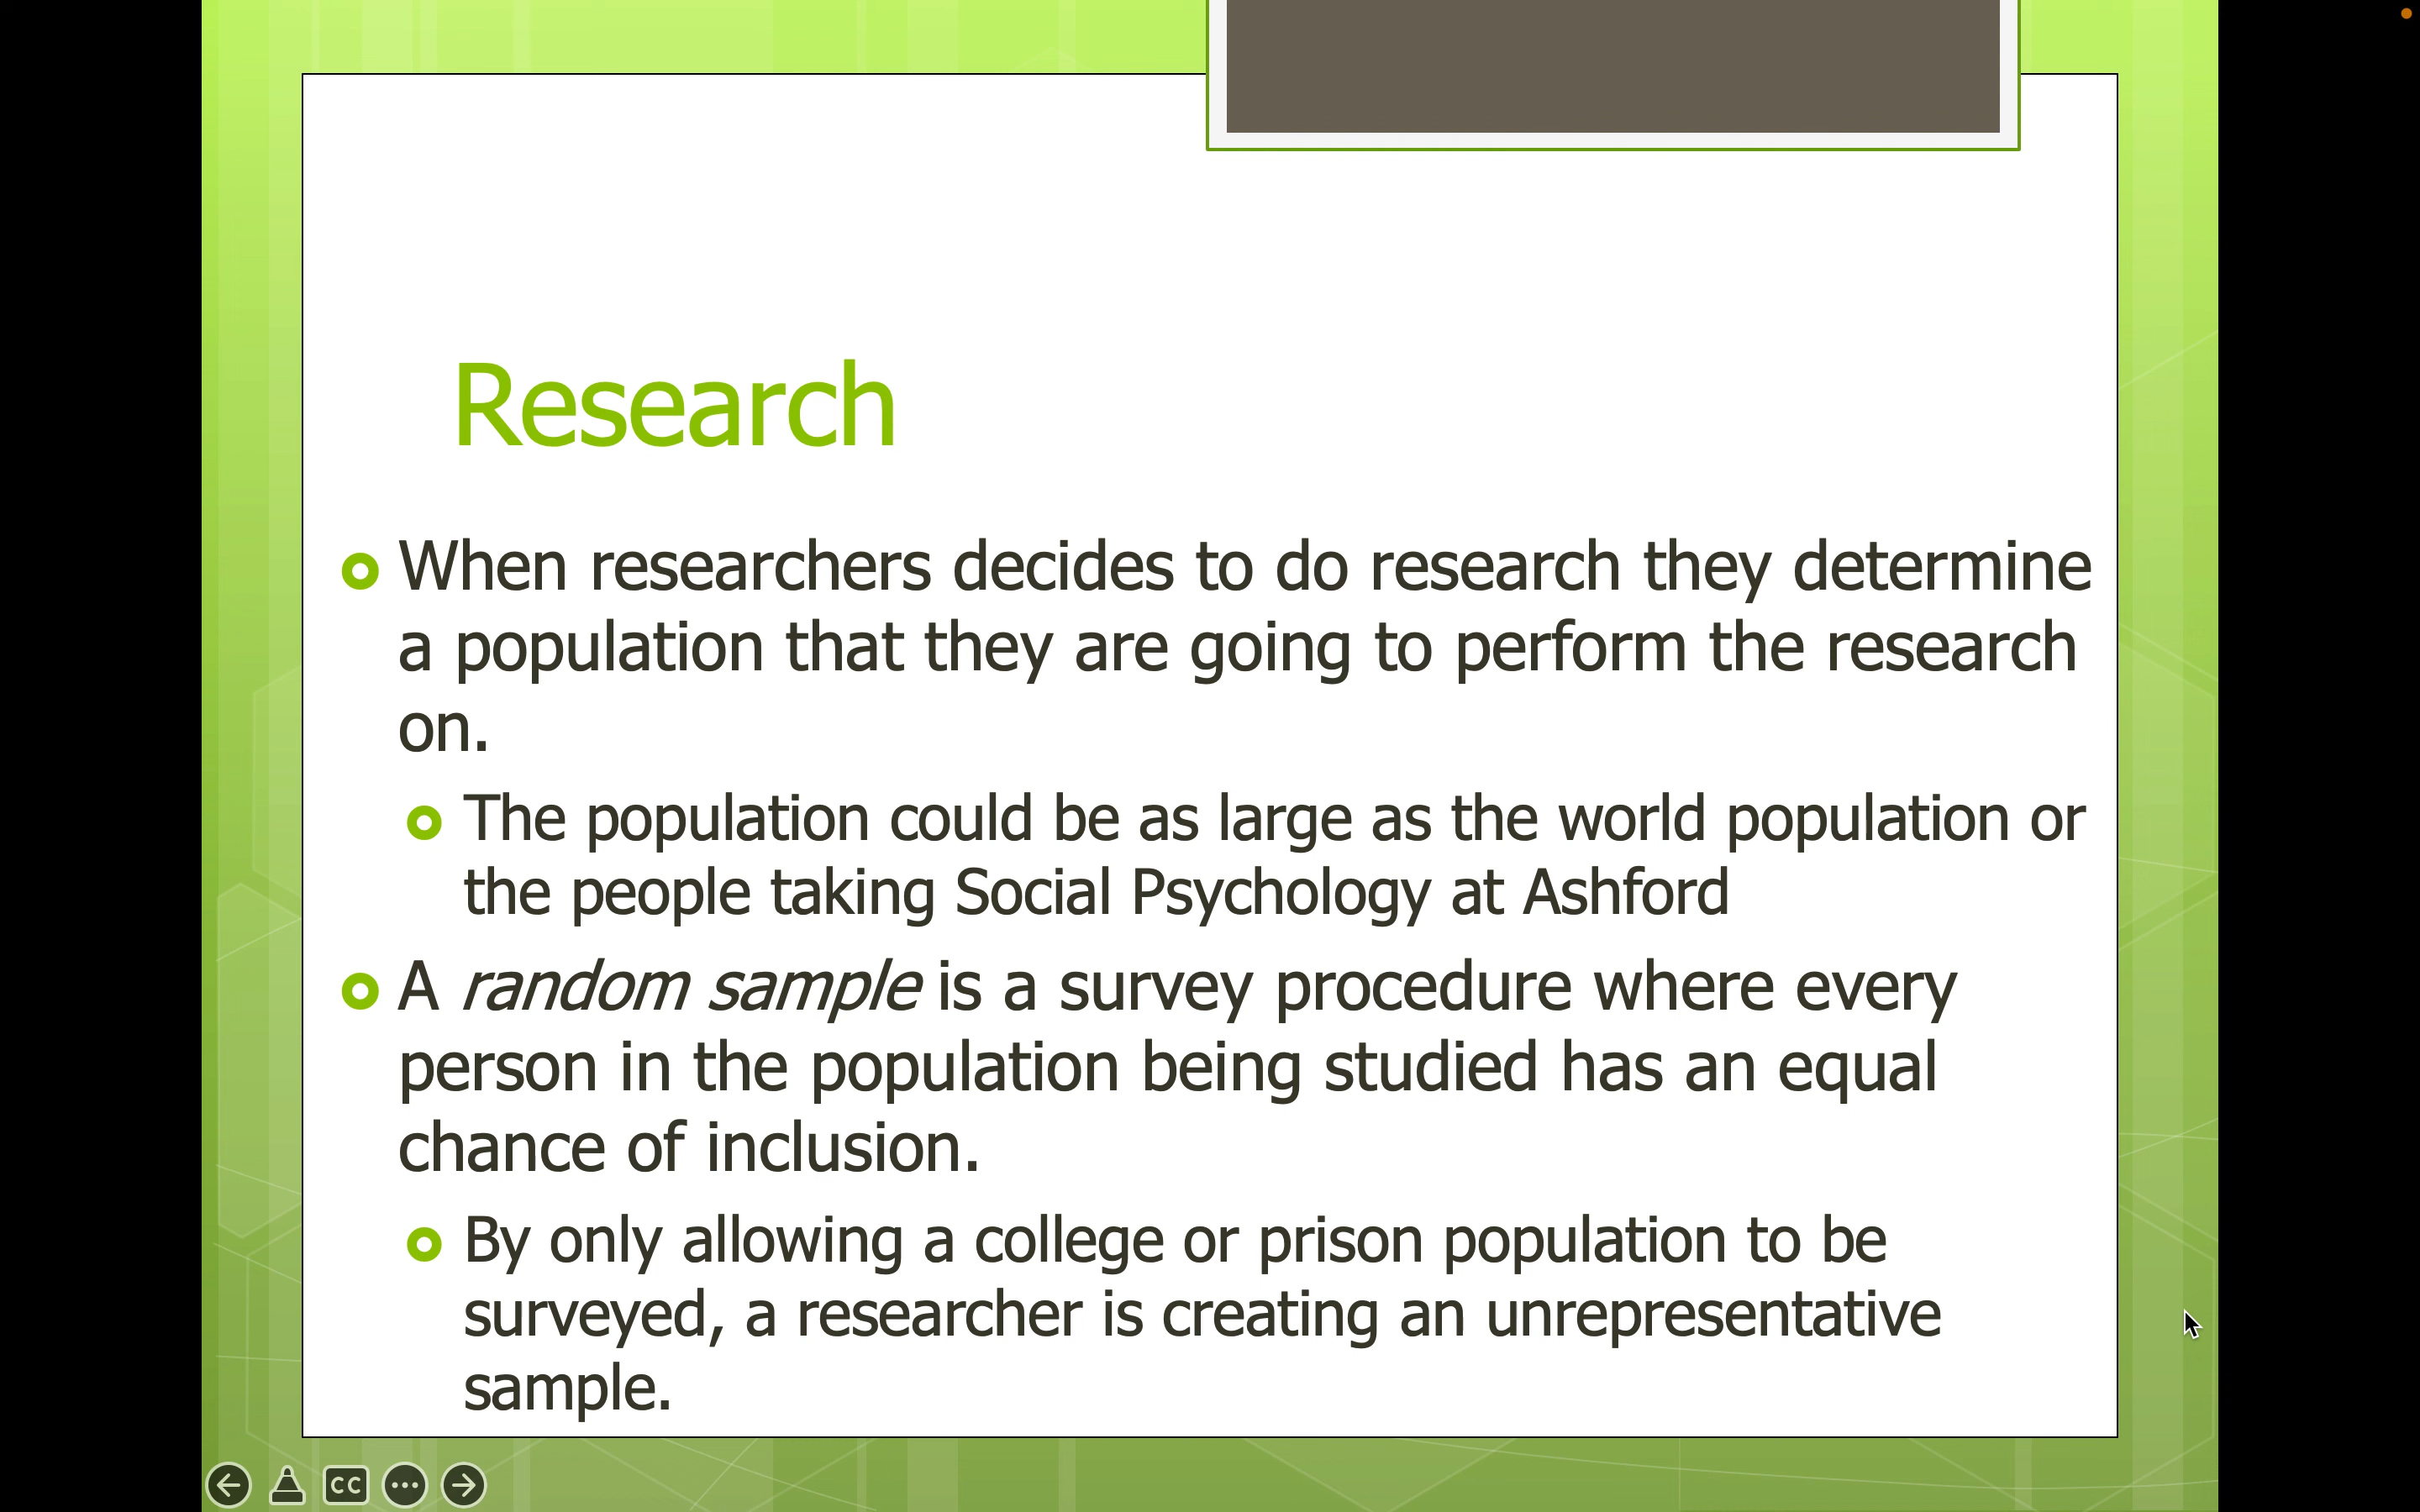 Research
When researchers decides to do research they determine
a population that they are going to perform the research
on.
The population could be as large as the world population or
the people taking Social Psychology at Ashford
A random sample is a survey procedure where every
person in the population being studied has an equal
chance of inclusion.
By only allowing a college or prison population to be
surveyed, a researcher is creating an unrepresentative
sample.
CC